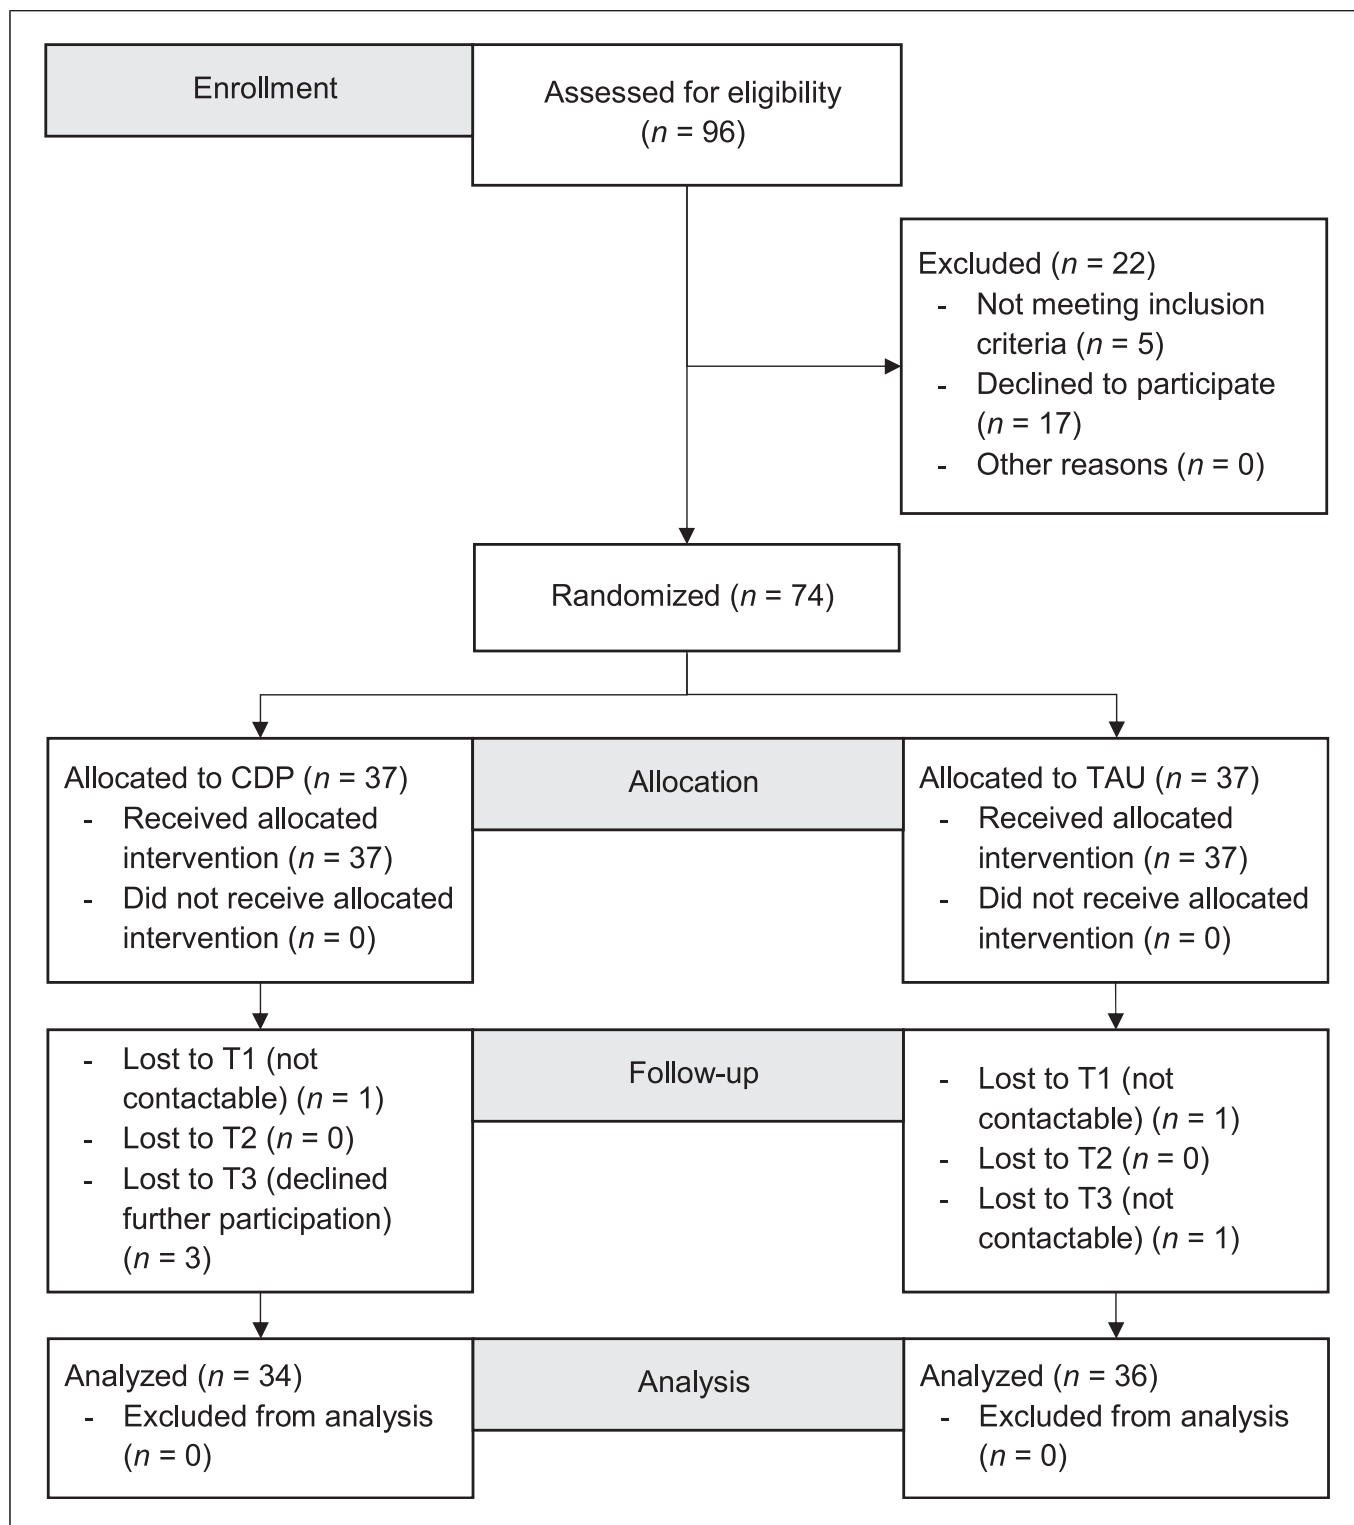 Enrollment
Assessed for eligibility
(n = 96)
Excluded (n = 22)
- Not meeting inclusion
criteria (n = 5)
- Declined to participate
(n = 17)
- Other reasons (n = 0)
Randomized (n = 74)
Allocated to CDP (n = 37)
- Received allocated
intervention (n = 37)
- Did not receive allocated
intervention (n = 0)
Allocation
Allocated to TAU (n = 37)
- Received allocated
intervention (n = 37)
- Did not receive allocated
intervention (n = 0)
- Lost to T1 (not
contactable) (n = 1)
- Lost to T2 (n = 0)
- Lost to T3 (declined
further participation)
(n = 3)
Follow-up
- Lost to T1 (not
contactable) (n = 1)
- Lost to T2 (n = 0)
- Lost to T3 (not
contactable) (n = 1)
Analyzed (n = 34)
- Excluded from analysis
(n = 0)
Analysis
Analyzed (n = 36)
- Excluded from analysis
(n = 0)